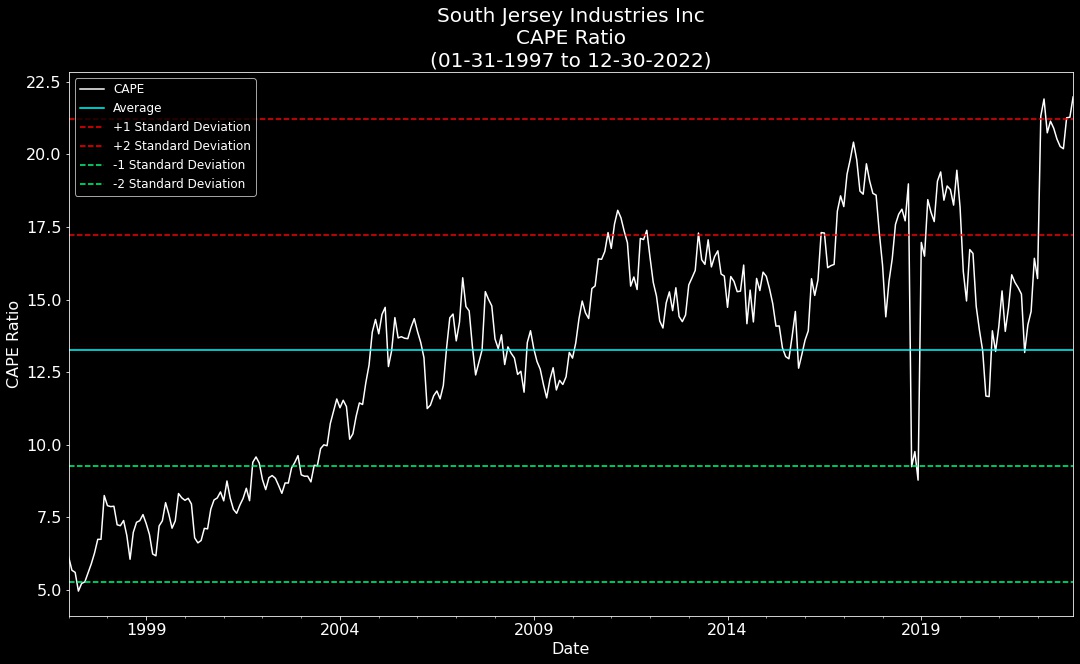 South Jersey Industries Inc
CAPE Ratio
(01-31-1997 to 12-30-2022)
22.5
20.0
17.5
15.0
12.5
10.0
7.5
5.0
CAPE Ratio
CAPE
Average
+1 Standard Deviation
+2 Standard Deviation
-1 Standard Deviation
-2 Standard Deviation
1999
2004
2009
2014
2019
Date